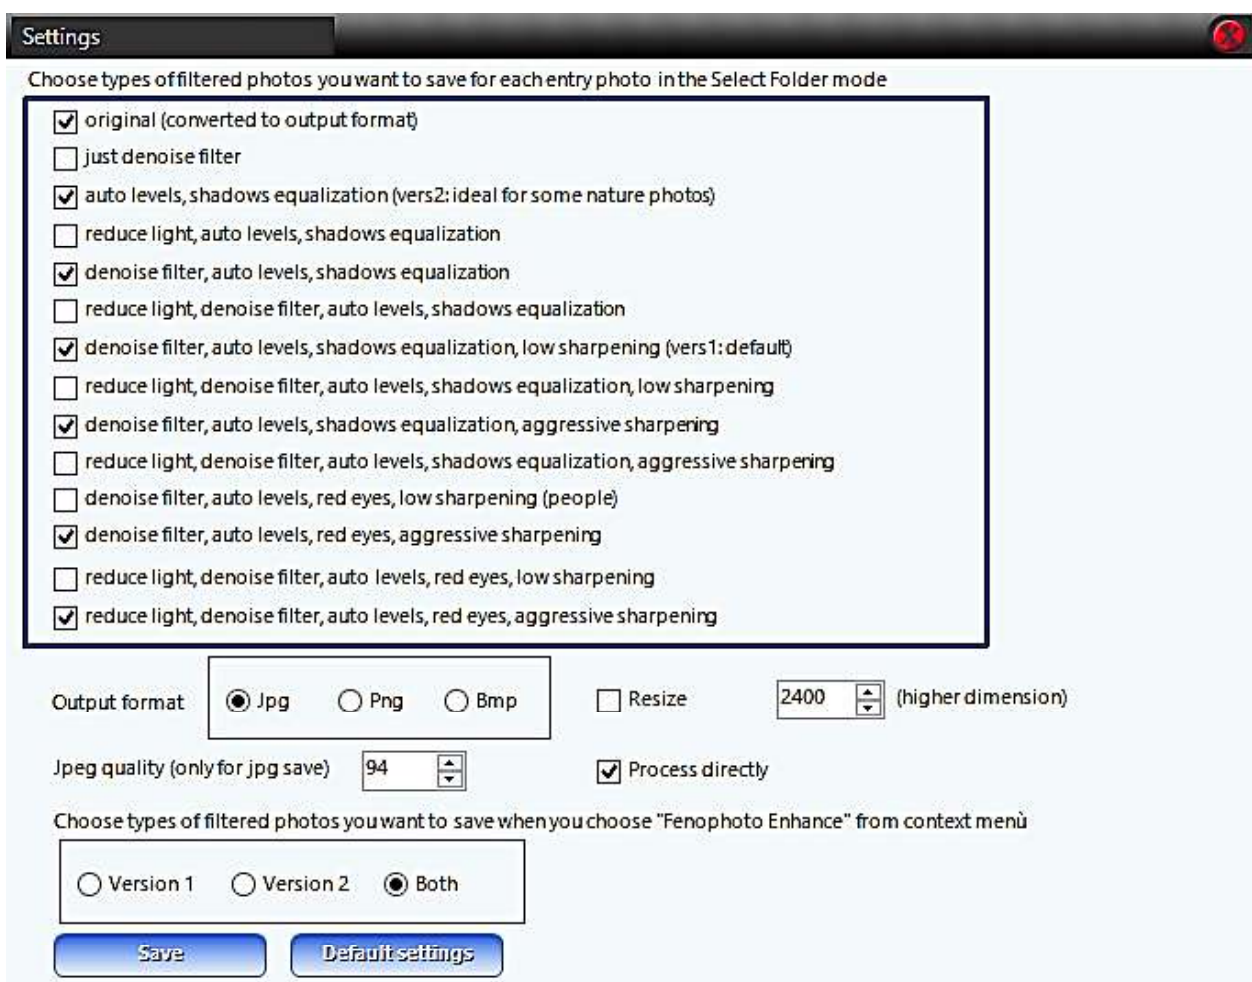 Settings
Choose types of filtered photos you want to save for each entry photo in the Select Folder mode
original (converted to output format)
just denoise filter
auto levels, shadows equalization (vers2: ideal for some nature photos)
reduce light, auto levels, shadows equalization
denoise filter, auto levels, shadows equalization
reduce light, denoise filter, auto levels, shadows equalization
denoise filter, auto levels, shadows equalization, low sharpening (vers1: default)
reduce light, denoise filter, auto levels, shadows equalization, low sharpening
denoise filter, auto levels, shadows equalization, aggressive sharpening
reduce light, denoise filter, auto levels, shadows equalization, aggressive sharpening
denoise filter, auto levels, red eyes, low sharpening (people)
denoise filter, auto levels, red eyes, aggressive sharpening
reduce light, denoise filter, auto levels, red eyes, low sharpening
reduce light, denoise filter, auto levels, red eyes, aggressive sharpening
Output format Jpg Png Bmp Resize 2400 (higher dimension)
Jpeg quality (only for jpg save) 94 Process directly
Choose types of filtered photos you want to save when you choose "Fenophoto Enhance" from context menù
Version 1 Version 2 Both
Save Default settings